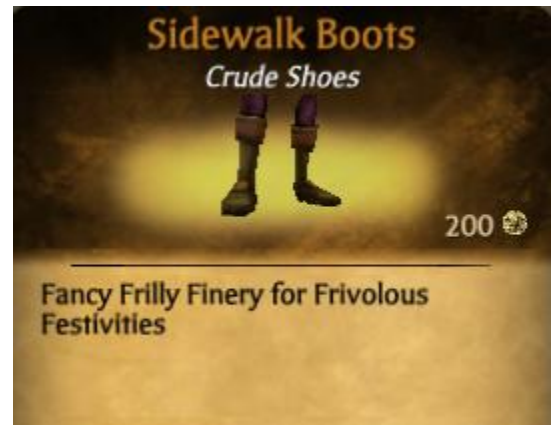 Sidewalk Boots
Crude Shoes
200
Fancy Frilly Finery for Frivolous
Festivities